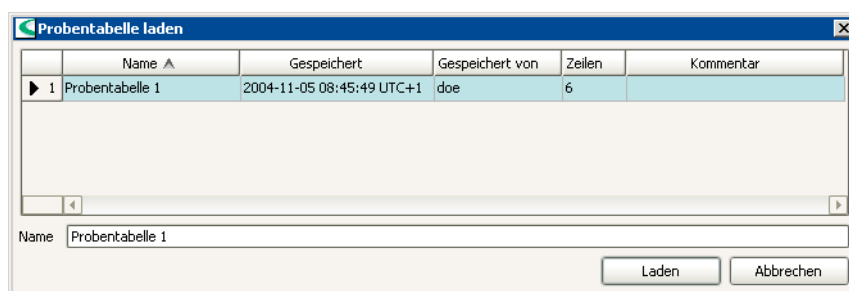 Probentabelle laden
Name Gespeichert Gespeichert von Zeilen Kommentar
1 Probentabelle 1 2004-11-05 08:45:49 UTC+1 doe 6
Name Probentabelle 1
Laden Abbrechen